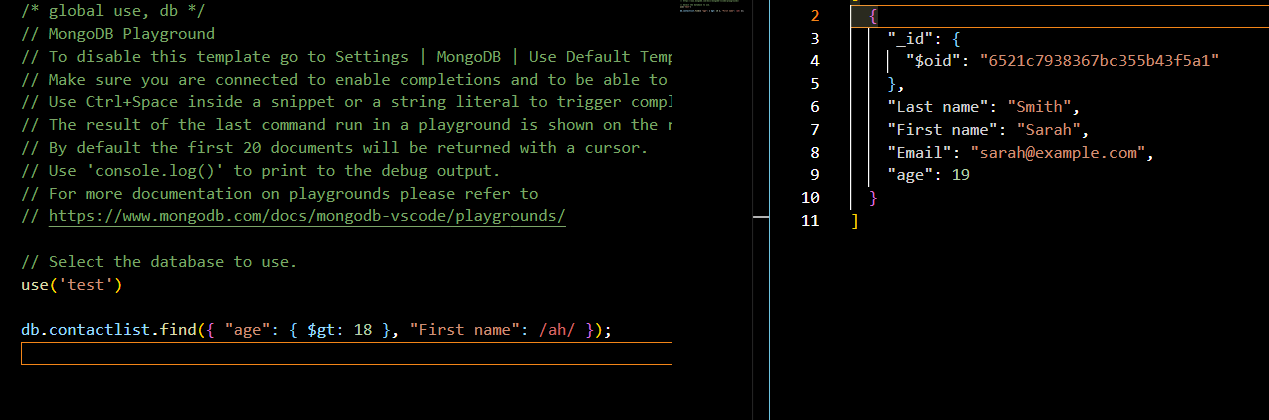 /* global use, db */
// MongoDB Playground
// To disable this template go to Settings | MongoDB | Use Default Temp
// Make sure you are connected to enable completions and to be able to
// Use Ctrl+Space inside a snippet or a string literal to trigger compl
// The result of the last command run in a playground is shown on the r
// By default the first 20 documents will be returned with a cursor.
// Use 'console.log()' to print to the debug output.
// For more documentation on playgrounds please refer to
// https://www.mongodb.com/docs/mongodb-vscode/playgrounds/
// Select the database to use.
use('test')
db.contactlist.find({ "age": { $gt: 18 }, "First name": /ah/ });
2 {
3 "_id": {
4 "$oid": "6521c7938367bc355b43f5a1"
5 },
6 "Last name": "Smith",
7 "First name": "Sarah",
8 "Email": "sarah@example.com",
9 "age": 19
10 }
11 ]